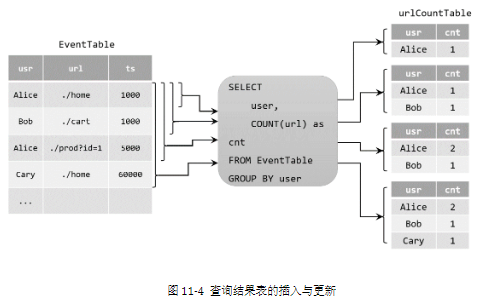 urlCountTable
EventTable
usr url ts
Alice ./home 1000
Bob ./cart 1000
Alice ./prod?id=1 5000
Cary ./home 60000
...
SELECT
user,
COUNT(url) as
cnt
FROM EventTable
GROUP BY user
usr cnt
Alice 1
usr cnt
Alice 1
Bob 1
usr cnt
Alice 2
Bob 1
usr cnt
Alice 2
Bob 1
Cary 1
图 11-4 查询结果表的插入与更新